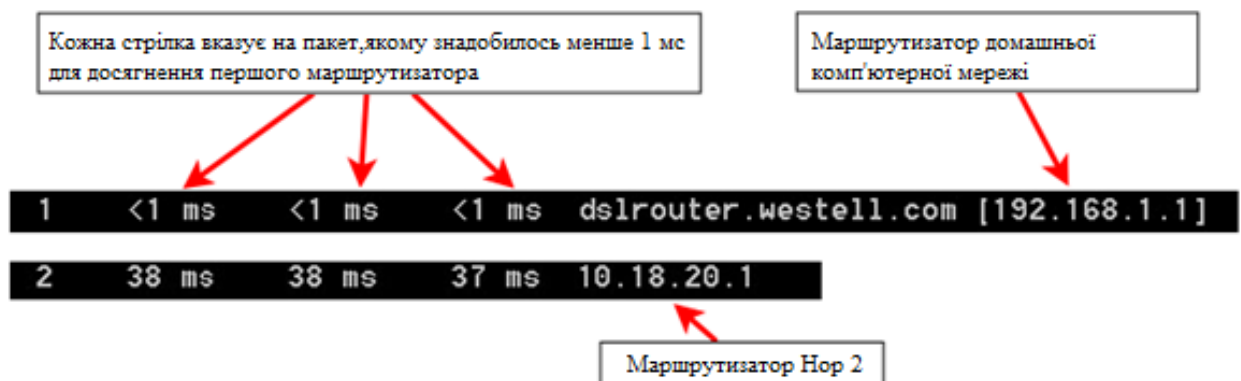 Кожна стрілка вказує на пакет,якому знадобилось менше 1 мс
для досягнення першого маршрутизатора
Маршрутизатор домашньої
комп'ютерної мережі
1 <1 ms <1 ms <1 ms dslrouter.westell.com [192.168.1.1]
2 38 ms 38 ms 37 ms 10.18.20.1
Маршрутизатор Hop 2